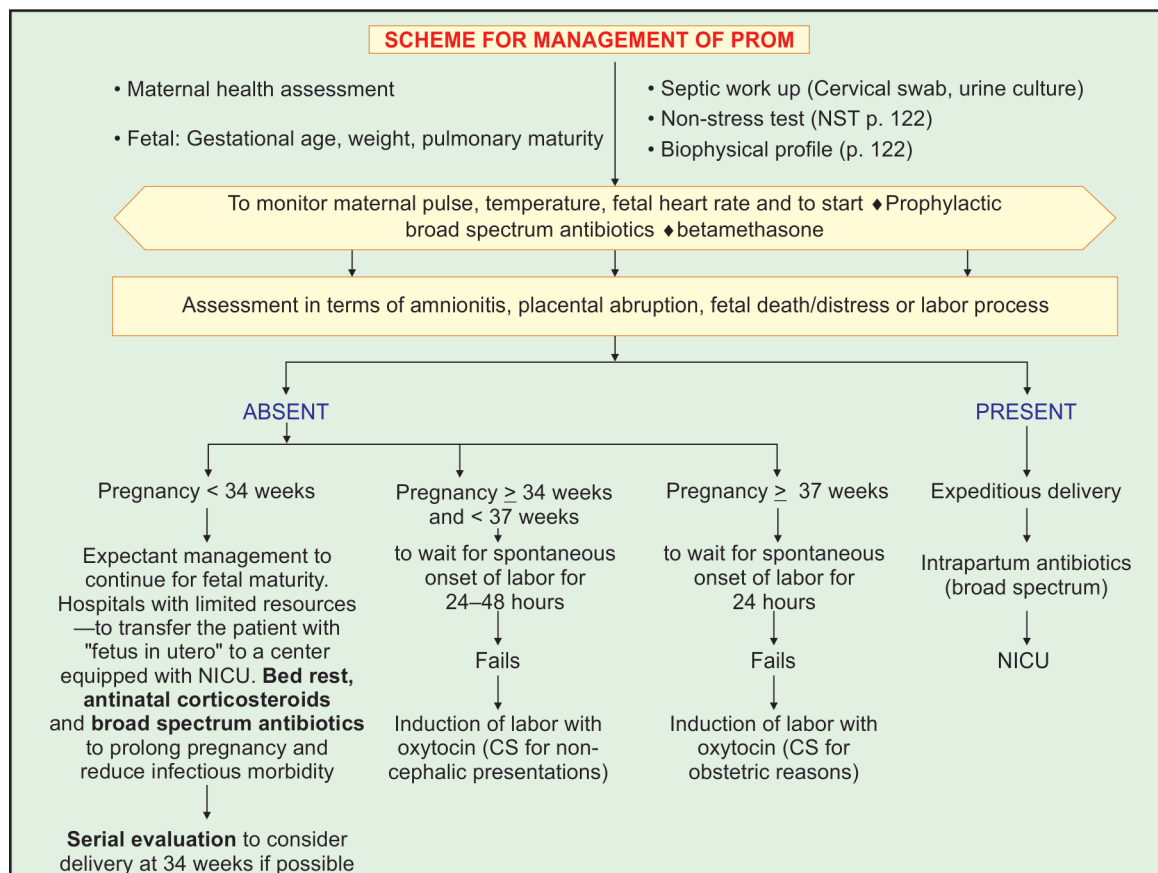 SCHEME FOR MANAGEMENT OF PROM
• Maternal health assessment
• Fetal: Gestational age, weight, pulmonary maturity
• Septic work up (Cervical swab, urine culture)
• Non-stress test (NST p. 122)
• Biophysical profile (p. 122)
To monitor maternal pulse, temperature, fetal heart rate and to start ♦Prophylactic
broad spectrum antibiotics ♦betamethasone
Assessment in terms of amnionitis, placental abruption, fetal death/distress or labor process
ABSENT
PRESENT
Pregnancy < 34 weeks
Expectant management to
continue for fetal maturity.
Hospitals with limited resources
—to transfer the patient with
"fetus in utero" to a center
equipped with NICU. Bed rest,
antinatal corticosteroids
and broad spectrum antibiotics
to prolong pregnancy and
reduce infectious morbidity
Serial evaluation to consider
delivery at 34 weeks if possible
Pregnancy ≥ 34 weeks
and < 37 weeks
to wait for spontaneous
onset of labor for
24–48 hours
Fails
Induction of labor with
oxytocin (CS for non-
cephalic presentations)
Pregnancy ≥ 37 weeks
to wait for spontaneous
onset of labor for
24 hours
Fails
Induction of labor with
oxytocin (CS for
obstetric reasons)
Expeditious delivery
Intrapartum antibiotics
(broad spectrum)
NICU